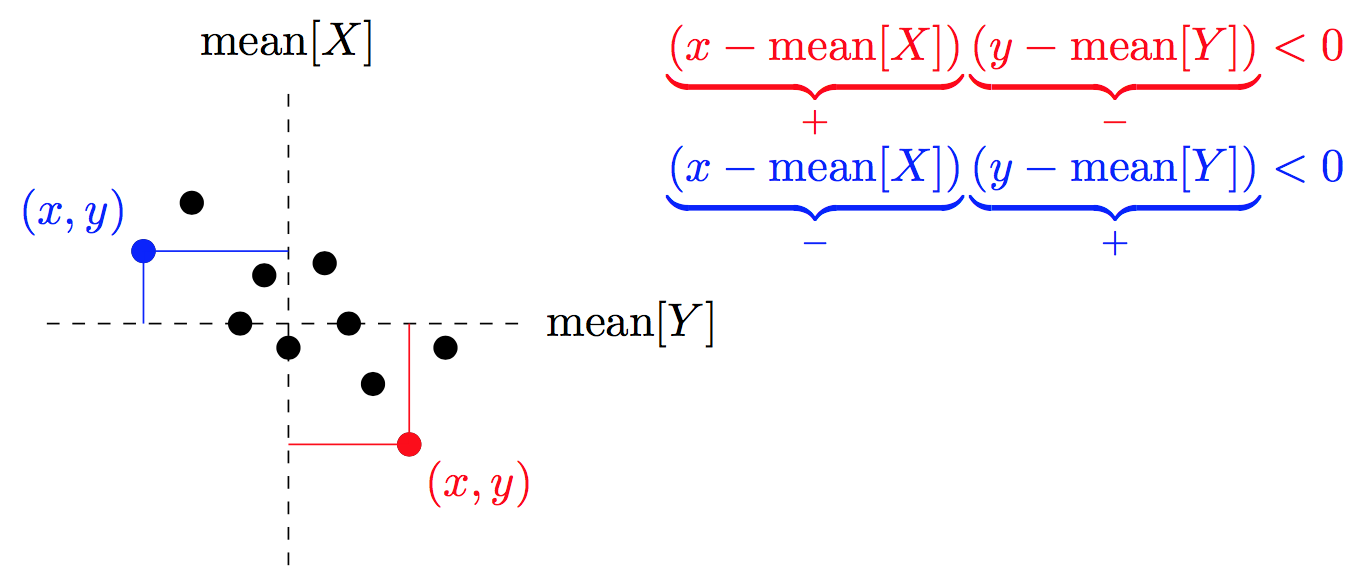 mean[X]
(x − mean[X]) (y − mean[Y]) < 0
+ −
(x − mean[X]) (y − mean[Y]) < 0
− +
(x, y)
mean[Y]
(x, y)